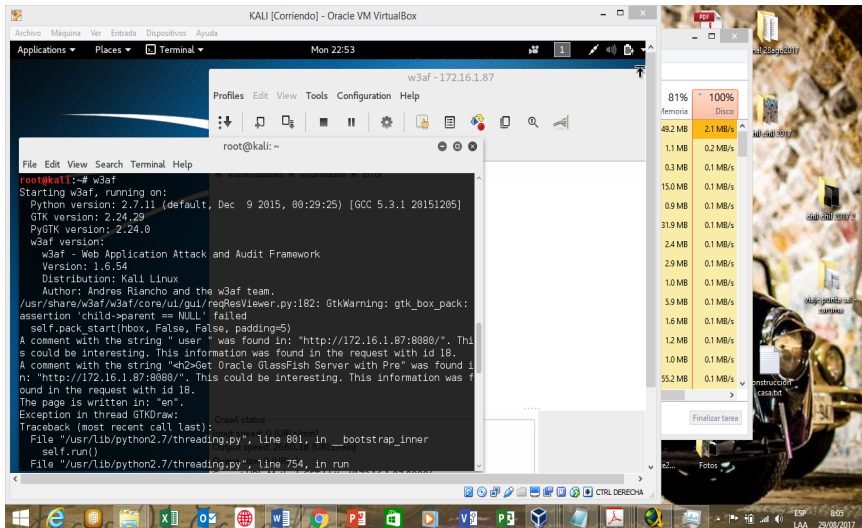 KALI [Corriendo] - Oracle VM VirtualBox
Archivo Máquina Ver Entrada Dispositivos Ayuda
Applications Places Terminal Mon 22:53 1
w3af - 172.16.1.87
Profiles Edit View Tools Configuration Help
root@kali: ~
File Edit View Search Terminal Help
root@kali:~# w3af
Starting w3af, running on:
Python version: 2.7.11 (default, Dec 9 2015, 00:29:25) [GCC 5.3.1 20151205]
GTK version: 2.24.29
PyGTK version: 2.24.0
w3af version:
w3af - Web Application Attack and Audit Framework
Version: 1.6.54
Distribution: Kali Linux
Author: Andres Riancho and the w3af team.
/usr/share/w3af/w3af/core/ui/gui/reqResViewer.py:182: GtkWarning: gtk_box_pack:
assertion 'child->parent == NULL' failed
self.pack_start(hbox, False, False, padding=5)
A comment with the string " user " was found in: "http://172.16.1.87:8080/". Thi
s could be interesting. This information was found in the request with id 18.
A comment with the string "<h2>Get Oracle GlassFish Server with Pre" was found i
n: "http://172.16.1.87:8080/". This could be interesting. This information was f
ound in the request with id 18.
The page is written in: "en".
Exception in thread GTKDraw:
Traceback (most recent call last):
File "/usr/lib/python2.7/threading.py", line 801, in __bootstrap_inner
self.run()
File "/usr/lib/python2.7/threading.py", line 754, in run
Vulnerabilities Information Error
Crawl status
CTRL DERECHA
81% 100%
Memoria Disco
49.2 MB 2.1 MB/s
1.1 MB 0.2 MB/s
0.3 MB 0.1 MB/s
15.0 MB 0.1 MB/s
0.9 MB 0.1 MB/s
31.9 MB 0.1 MB/s
2.4 MB 0.1 MB/s
2.9 MB 0.1 MB/s
1.0 MB 0.1 MB/s
5.9 MB 0.1 MB/s
1.6 MB 0.1 MB/s
1.2 MB 0.1 MB/s
1.0 MB 0.1 MB/s
55.2 MB 0.1 MB/s
Finalizar tarea
PDF
Fotos
casa.txt
ESP 8:05
LAA 29/08/2017